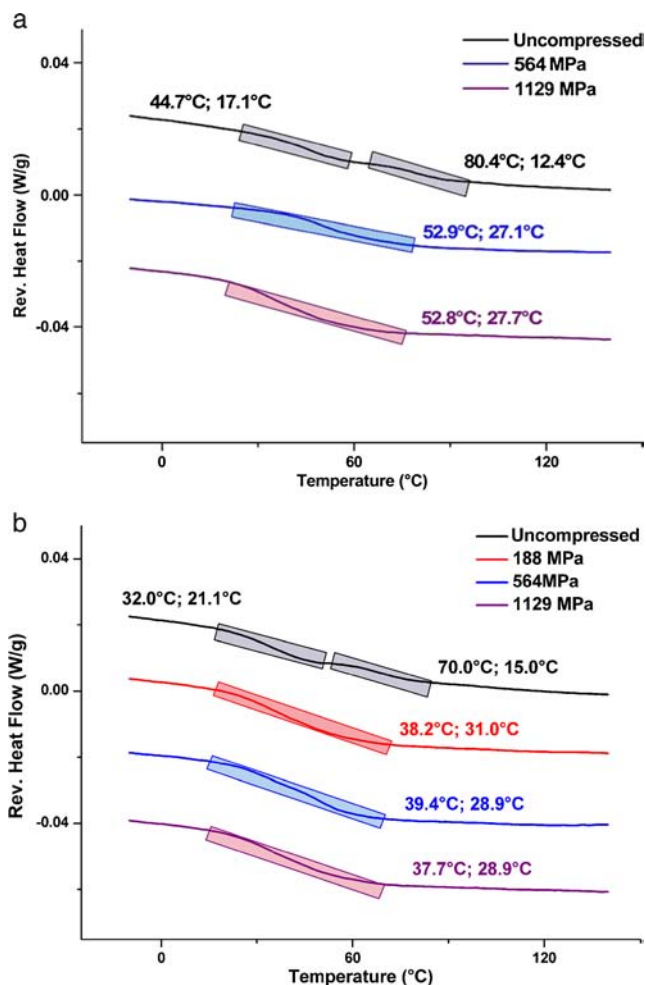 a
0.04
0.00
-0.04
Rev. Heat Flow (W/g)
Uncompressed
564 MPa
1129 MPa
44.7°C; 17.1°C
80.4°C; 12.4°C
52.9°C; 27.1°C
52.8°C; 27.7°C
0
60
120
Temperature (°C)
b
0.04
0.00
-0.04
Rev. Heat Flow (W/g)
Uncompressed
188 MPa
564MPa
1129 MPa
32.0°C; 21.1°C
70.0°C; 15.0°C
38.2°C; 31.0°C
39.4°C; 28.9°C
37.7°C; 28.9°C
0
60
120
Temperature (°C)